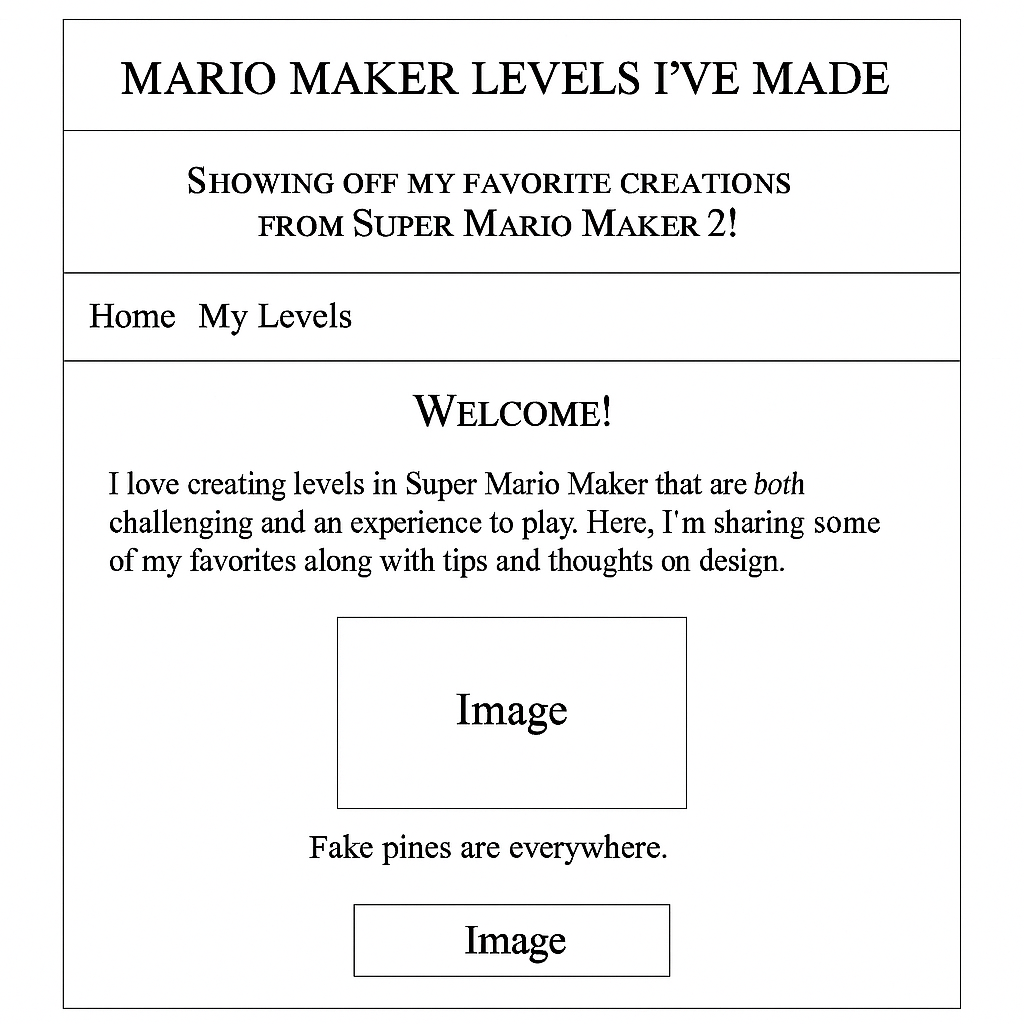 MARIO MAKER LEVELS I’VE MADE
SHOWING OFF MY FAVORITE CREATIONS
FROM SUPER MARIO MAKER 2!
Home My Levels
WELCOME!
I love creating levels in Super Mario Maker that are both
challenging and an experience to play. Here, I'm sharing some
of my favorites along with tips and thoughts on design.
Image
Fake pines are everywhere.
Image